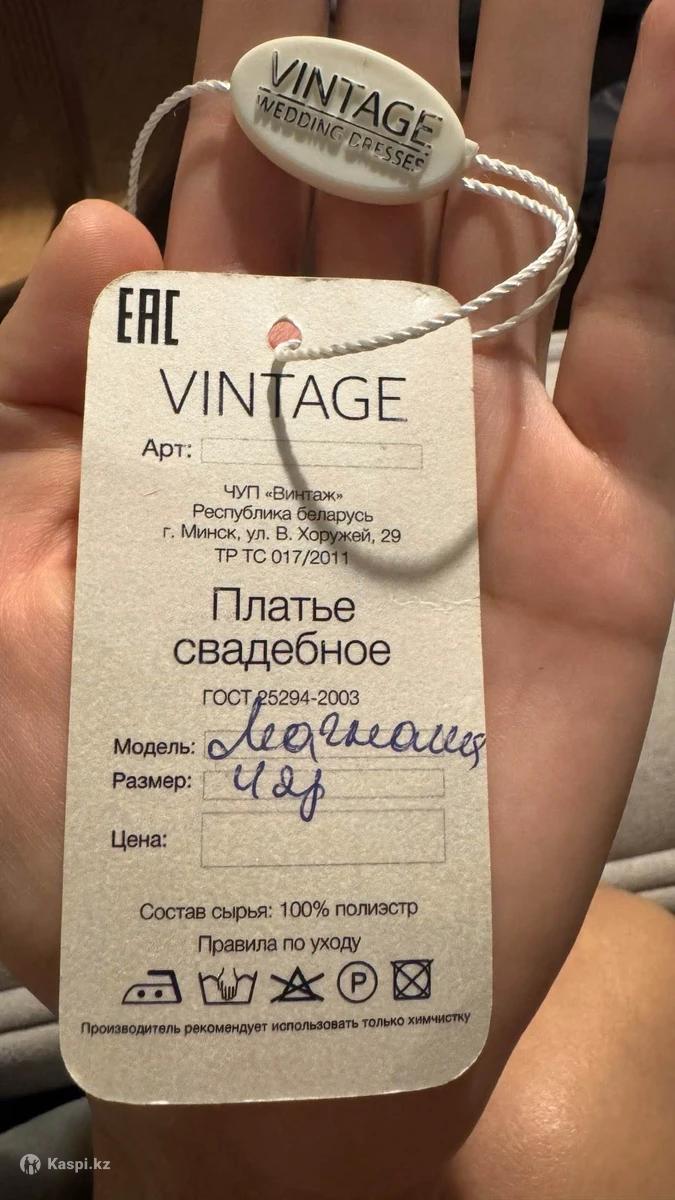 VINTAGE
WEDDING DRESSES
EAC
VINTAGE
Арт:
ЧУП «Винтаж»
Республика беларусь
г. Минск, ул. В. Хоружей, 29
ТР ТС 017/2011
Платье
свадебное
ГОСТ 25294-2003
Модель:
Размер:
Цена:
Состав сырья: 100% полиэстр
Правила по уходу
P
Производитель рекомендует использовать только химчистку
Kaspi.kz